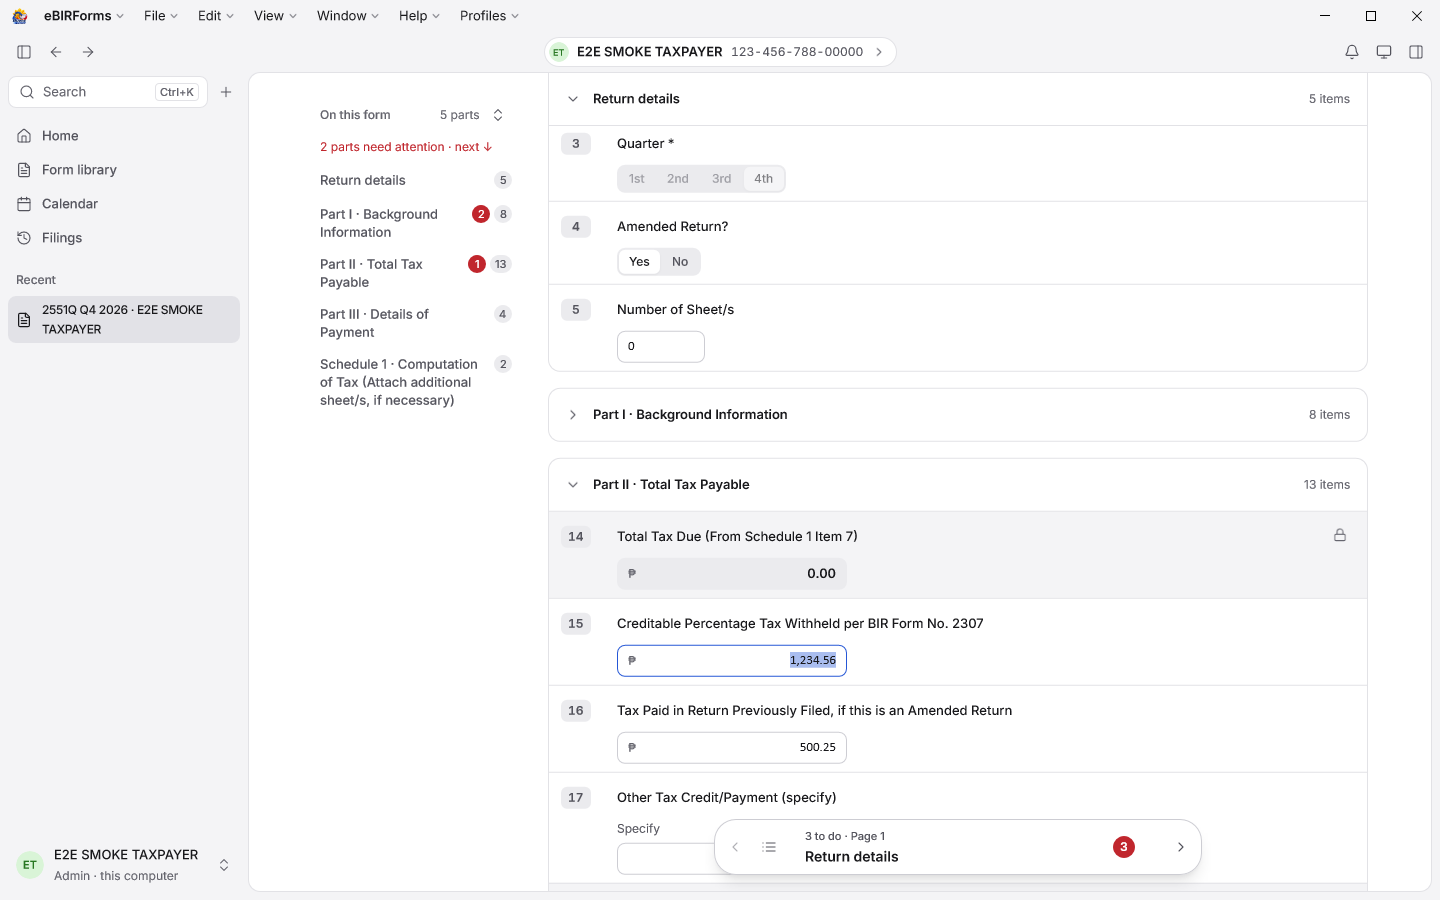 eBIRForms
File
Edit
View
Window
Help
Profiles
ET
E2E SMOKE TAXPAYER 123-456-788-00000
Search
Ctrl+K
Home
Form library
Calendar
Filings
Recent
2551Q Q4 2026 · E2E SMOKE
TAXPAYER
ET
E2E SMOKE TAXPAYER
Admin · this computer
On this form
5 parts
2 parts need attention · next ↓
Return details
5
Part I · Background
Information
2
8
Part II · Total Tax
Payable
1
13
Part III · Details of
Payment
4
Schedule 1 · Computation
of Tax (Attach additional
sheet/s, if necessary)
2
Return details
5 items
3
Quarter *
1st
2nd
3rd
4th
4
Amended Return?
Yes
No
5
Number of Sheet/s
0
Part I · Background Information
8 items
Part II · Total Tax Payable
13 items
14
Total Tax Due (From Schedule 1 Item 7)
₱
0.00
15
Creditable Percentage Tax Withheld per BIR Form No. 2307
₱
1,234.56
16
Tax Paid in Return Previously Filed, if this is an Amended Return
₱
500.25
17
Other Tax Credit/Payment (specify)
Specify
3 to do · Page 1
Return details
3